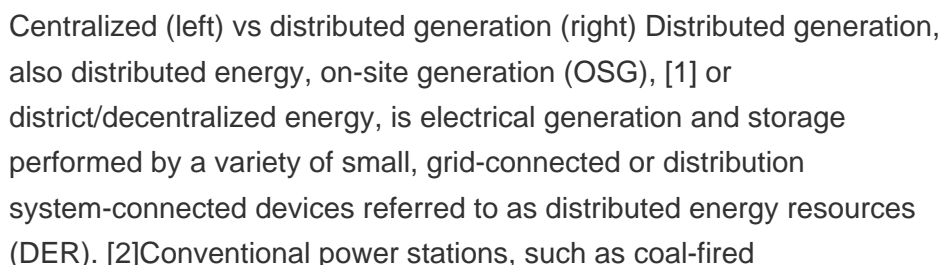 Centralized (left) vs distributed generation (right) Distributed generation,
also distributed energy, on-site generation (OSG), [1] or
district/decentralized energy, is electrical generation and storage
performed by a variety of small, grid-connected or distribution
system-connected devices referred to as distributed energy resources
(DER). [2]Conventional power stations, such as coal-fired